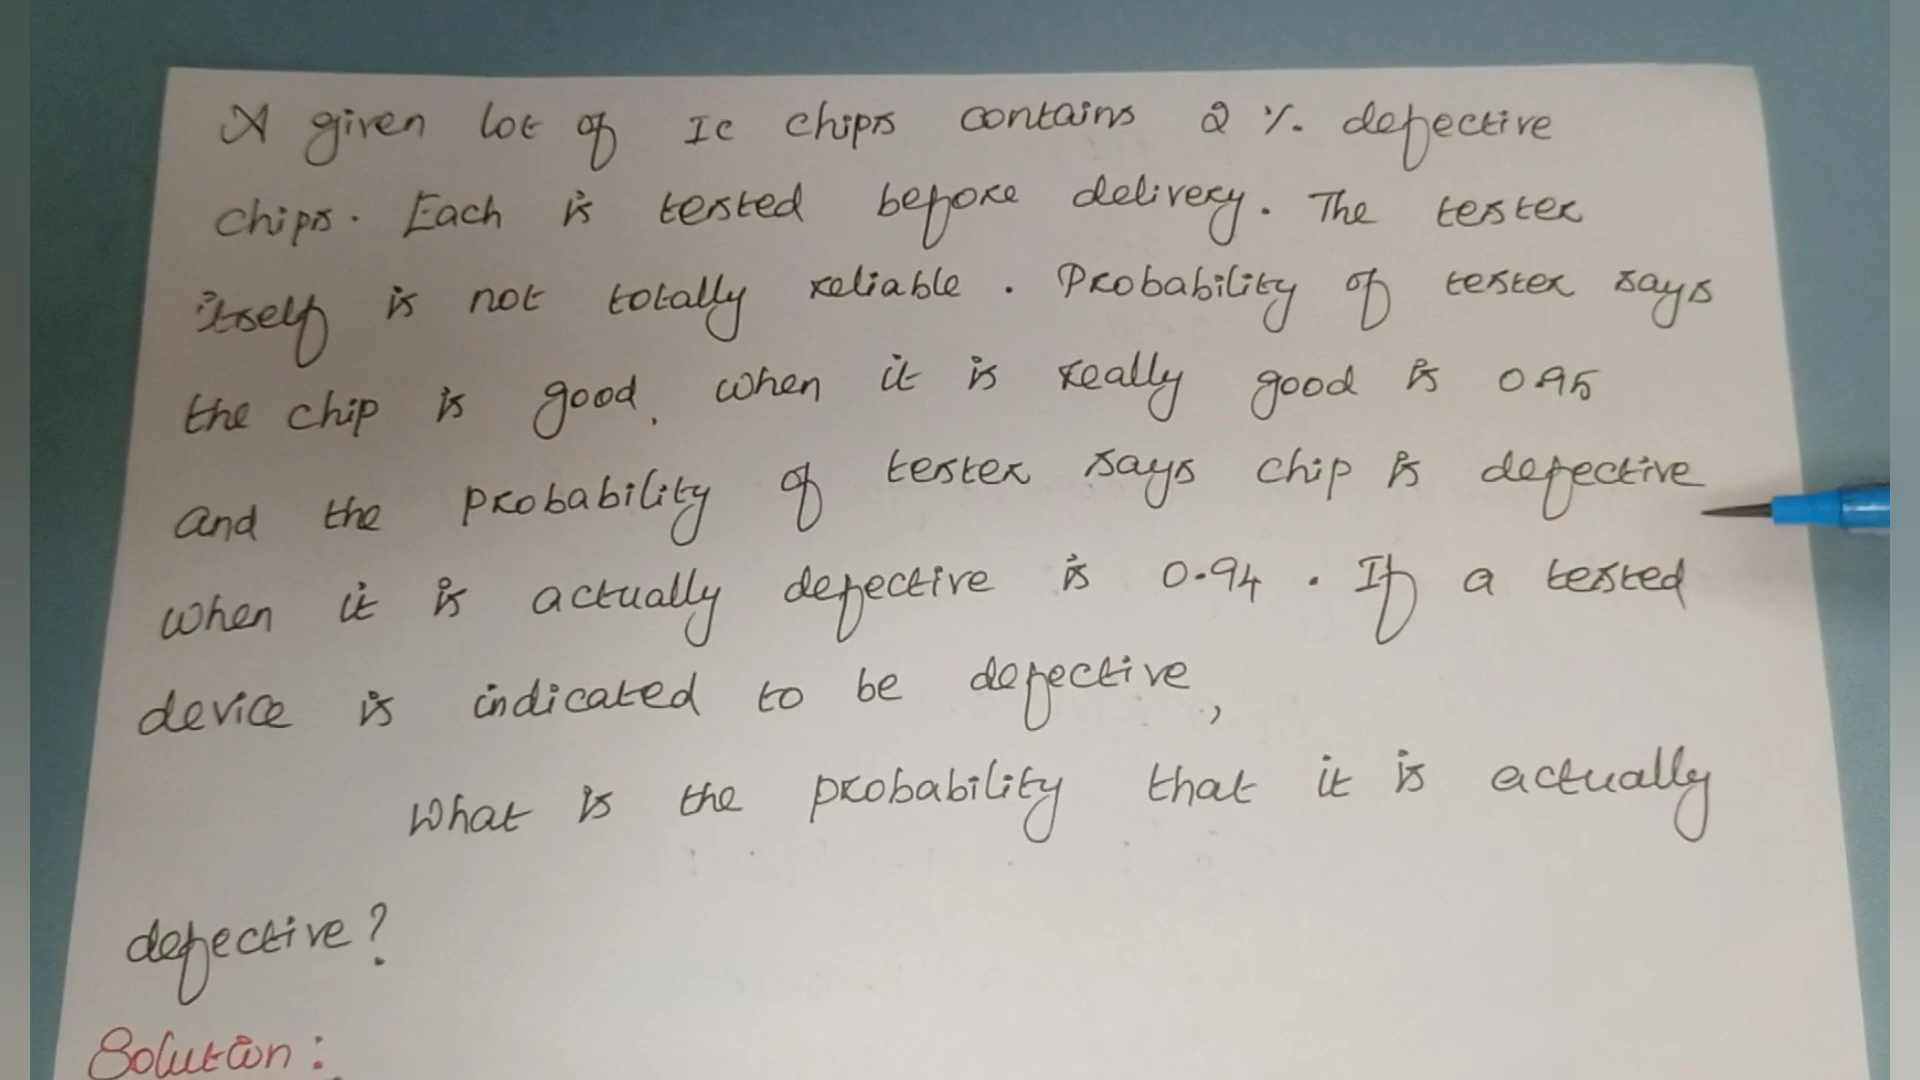 A given lot of Ic chips contains 2 % defective
chips. Each is tested before delivery. The tester
itself is not totally reliable. Probability of tester says
the chip is good, when it is really good is 0.95
and the probability of tester says chip is defective
when it is actually defective is 0.94. If a tested
device is indicated to be defective,
What is the probability that it is actually
defective?
Solution: